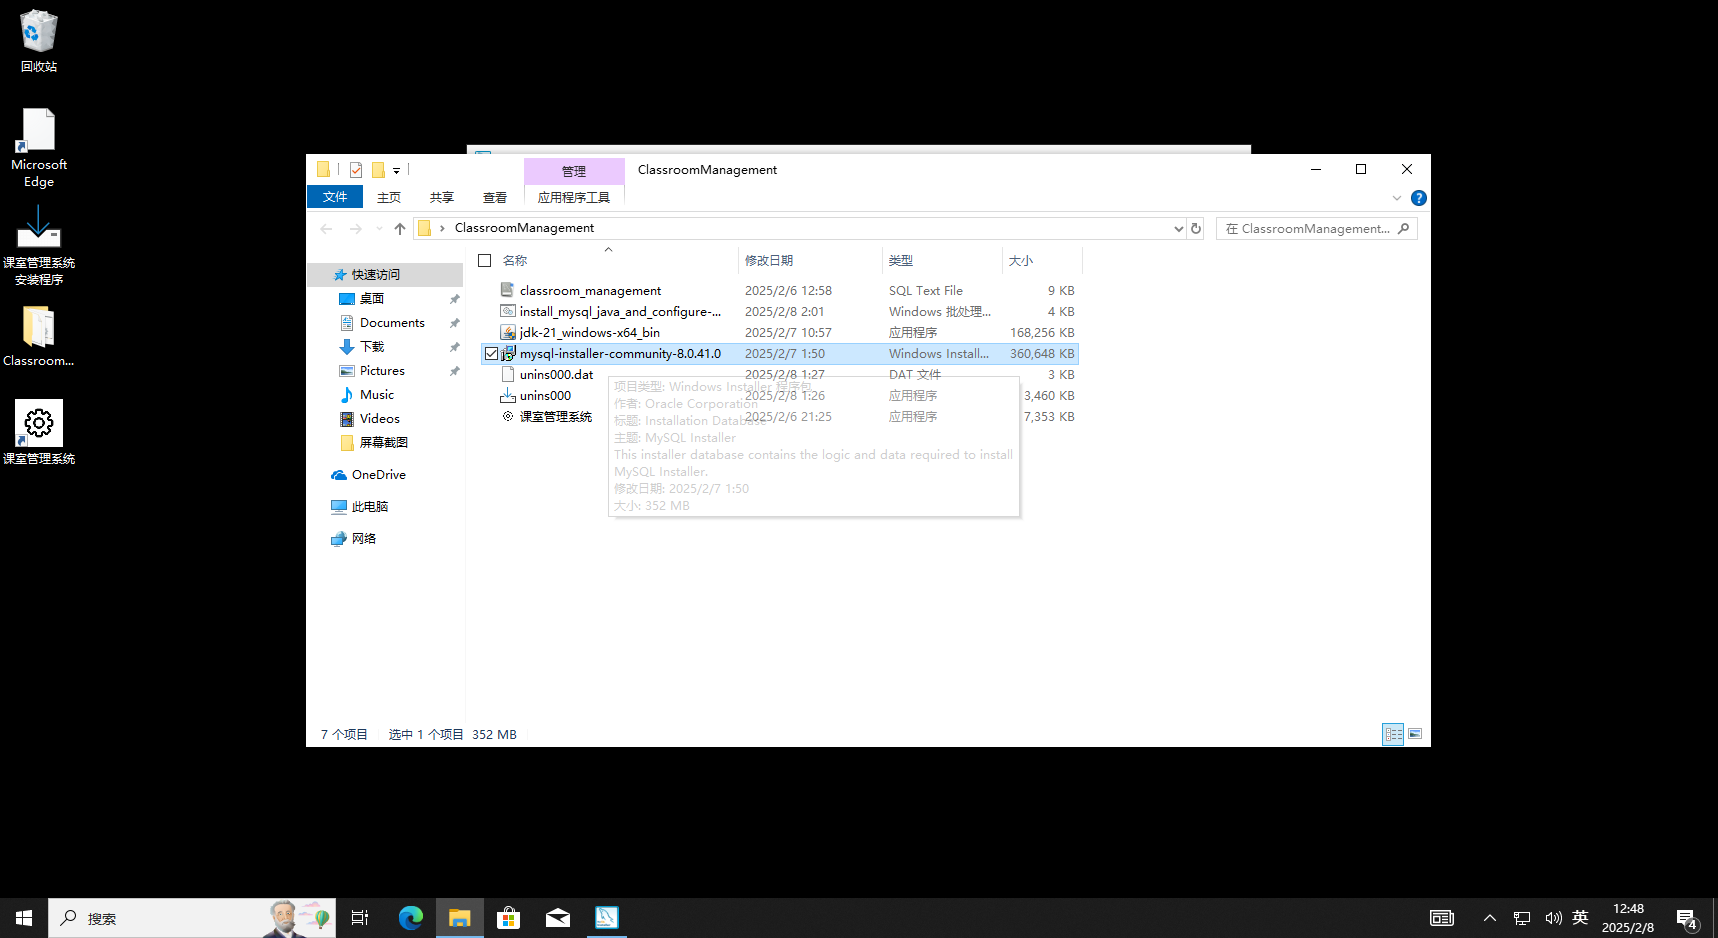 回收站
Microsoft
Edge
课室管理系统
安装程序
Classroom...
课室管理系统
管理
ClassroomManagement
文件
主页
共享
查看
应用程序工具
ClassroomManagement
在 ClassroomManagement...
快速访问
桌面
Documents
下载
Pictures
Music
Videos
屏幕截图
OneDrive
此电脑
网络
名称 修改日期 类型 大小
classroom_management 2025/2/6 12:58 SQL Text File 9 KB
install_mysql_java_and_configure-... 2025/2/8 2:01 Windows 批处理... 4 KB
jdk-21_windows-x64_bin 2025/2/7 10:57 应用程序 168,256 KB
mysql-installer-community-8.0.41.0 2025/2/7 1:50 Windows Install... 360,648 KB
unins000.dat 2025/2/8 1:27 DAT 文件 3 KB
unins000 2025/2/8 1:26 应用程序 3,460 KB
课室管理系统 2025/2/6 21:25 应用程序 7,353 KB
项目类型: Windows Installer 程序包
作者: Oracle Corporation
标题: Installation Database
主题: MySQL Installer
This installer database contains the logic and data required to install
MySQL Installer.
修改日期: 2025/2/7 1:50
大小: 352 MB
7 个项目 选中 1 个项目 352 MB
搜索
英
12:48
2025/2/8
4